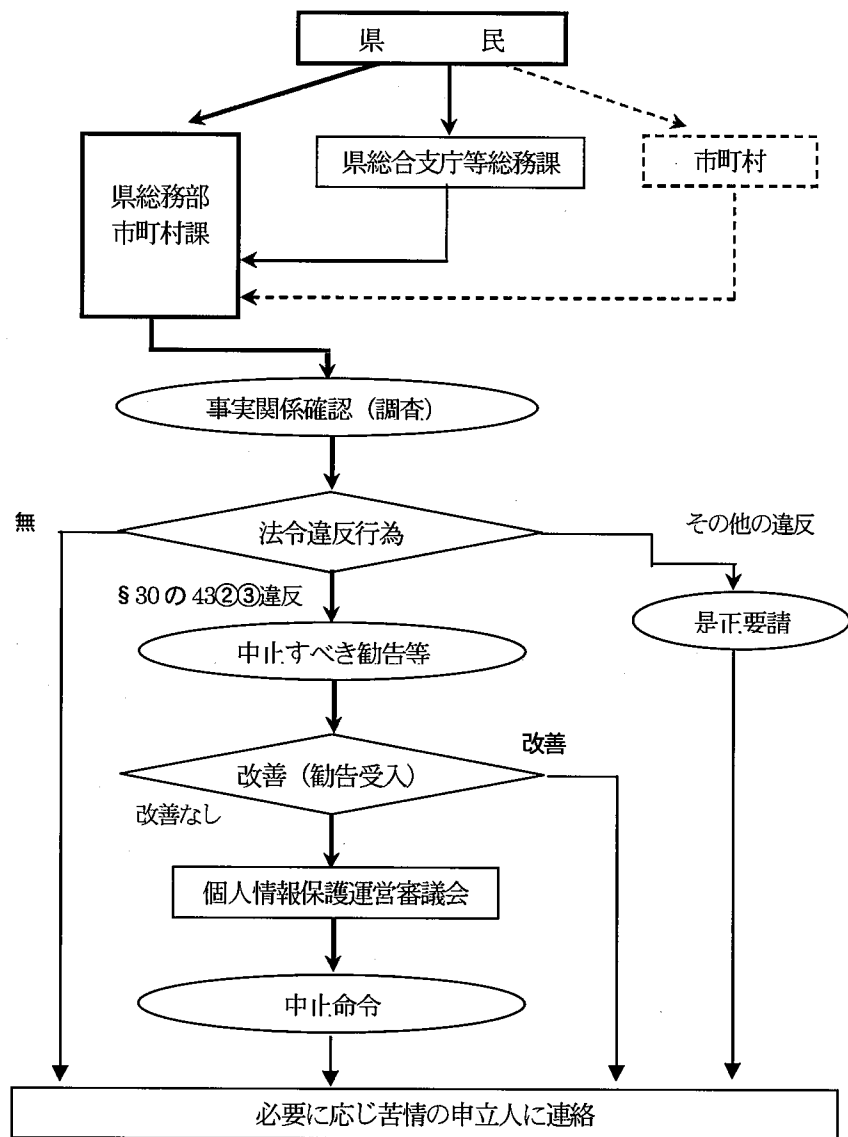 県　　　民
県総務部
市町村課
県総合支庁等総務課
市町村
事実関係確認（調査）
無
法令違反行為
その他の違反
§30の43②③違反
是正要請
中止すべき勧告等
改善
改善（勧告受入）
改善なし
個人情報保護運営審議会
中止命令
必要に応じ苦情の申立人に連絡